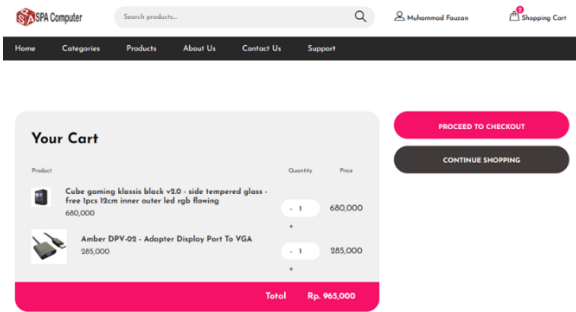 SPA Computer
Search products...
Muhammad Fauzan
2
Shopping Cart
Home Categories Products About Us Contact Us Support
Your Cart
PROCEED TO CHECKOUT
CONTINUE SHOPPING
Product Quantity Price
Cube gaming klassis black v2.0 - side tempered glass -
free 1pcs 12cm inner outer led rgb flowing
680,000
- 1
+
680,000
Amber DPV-02 - Adapter Display Port To VGA
285,000
- 1
+
285,000
Total Rp. 965,000